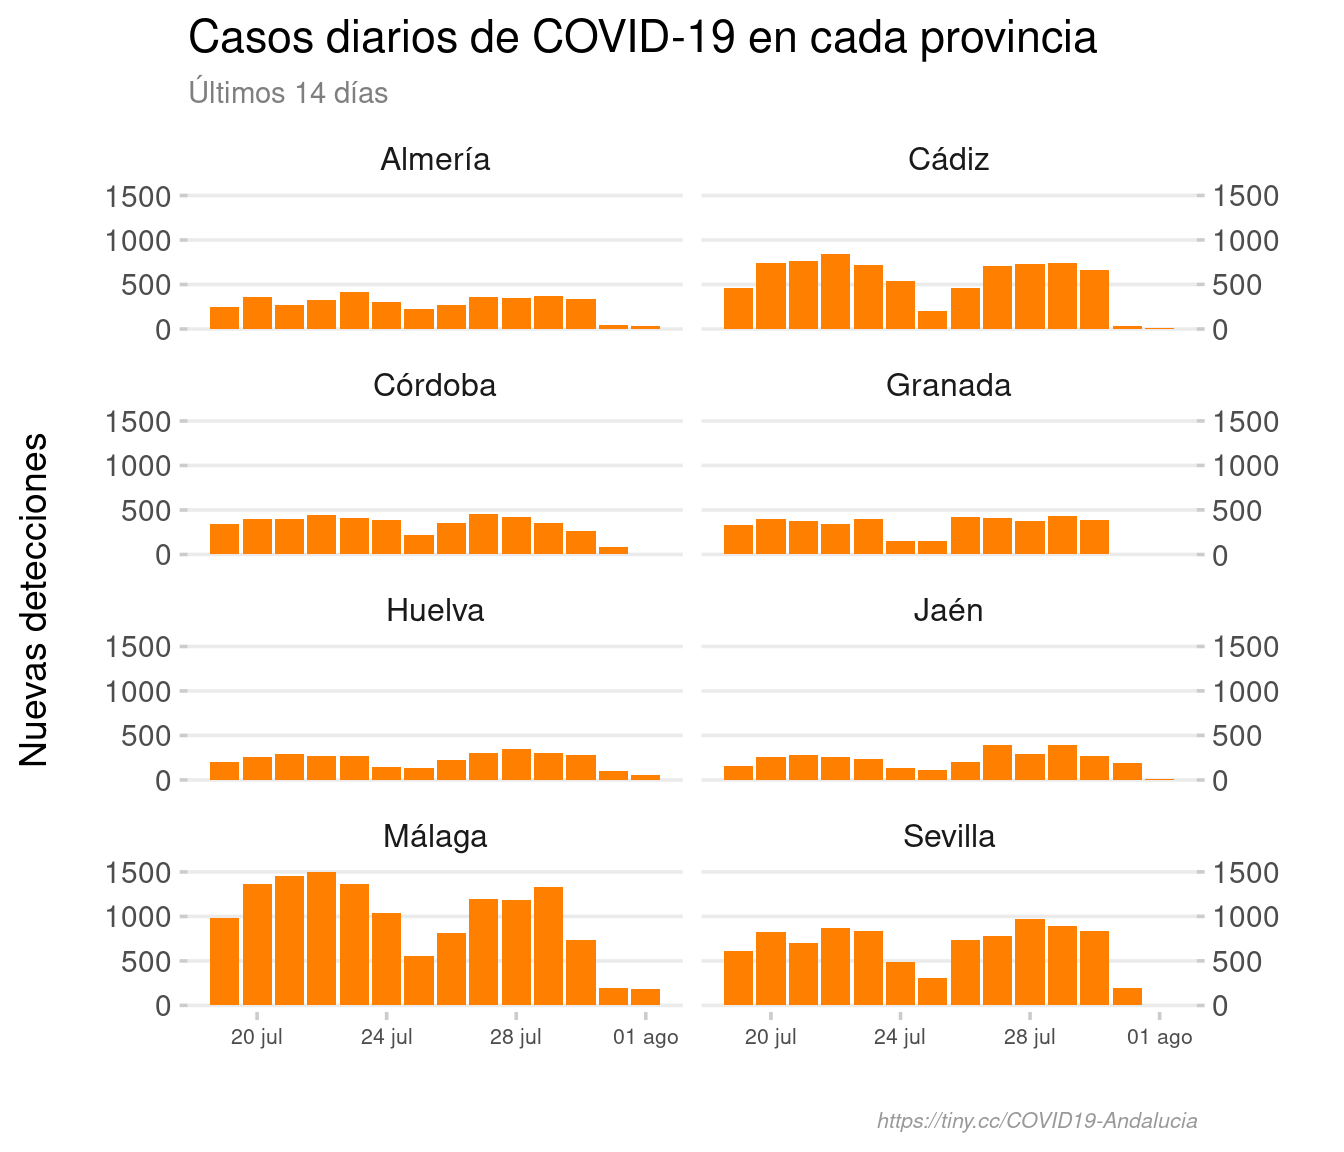 Casos diarios de COVID-19 en cada provincia
Últimos 14 días
Almería
Cádiz
1500
1000
500
0
1500
1000
500
0
Córdoba
Granada
1500
1000
500
0
1500
1000
500
0
Nuevas detecciones
Huelva
Jaén
1500
1000
500
0
1500
1000
500
0
Málaga
Sevilla
1500
1000
500
0
1500
1000
500
0
20 jul 24 jul 28 jul 01 ago
20 jul 24 jul 28 jul 01 ago
https://tiny.cc/COVID19-Andalucia